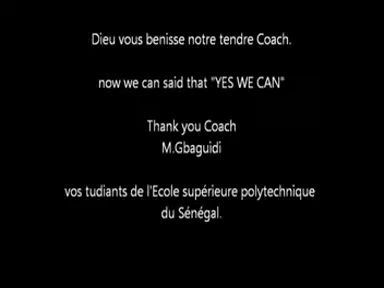 Dieu vous benisse notre tendre Coach.
now we can said that "YES WE CAN"
Thank you Coach
M.Gbaguidi
vos tudiants de l'Ecole supérieure polytechnique
du Sénégal.